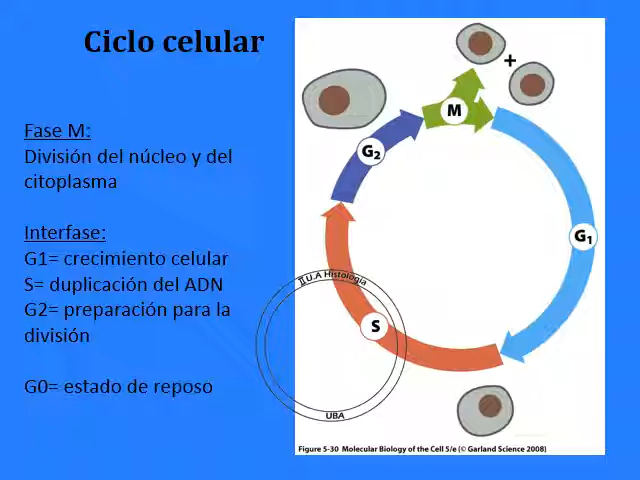 Ciclo celular
Fase M:
División del núcleo y del
citoplasma
Interfase:
G1= crecimiento celular
S= duplicación del ADN
G2= preparación para la
división
G0= estado de reposo
+
M
G₂
G₁
S
II U.A Histología
UBA
Figure 5-30 Molecular Biology of the Cell 5/e (© Garland Science 2008)